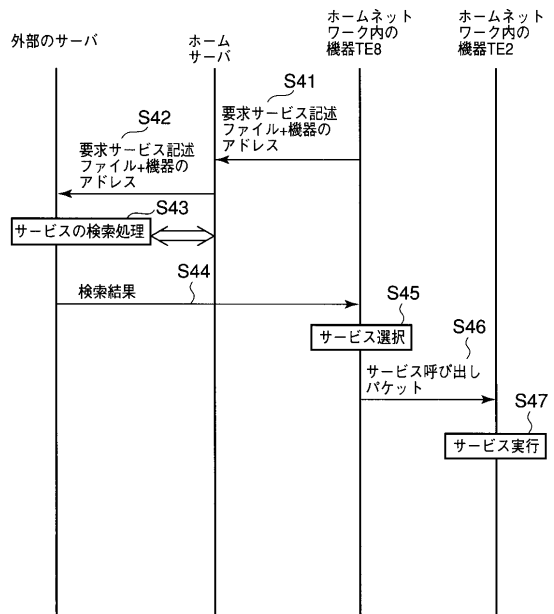 外部のサーバ
ホーム
サーバ
ホームネット
ワーク内の
機器TE8
ホームネット
ワーク内の
機器TE2
S41
要求サービス記述
ファイル+機器の
アドレス
S42
要求サービス記述
ファイル+機器の
アドレス
S43
サービスの検索処理
S44
検索結果
S45
サービス選択
S46
サービス呼び出し
パケット
S47
サービス実行